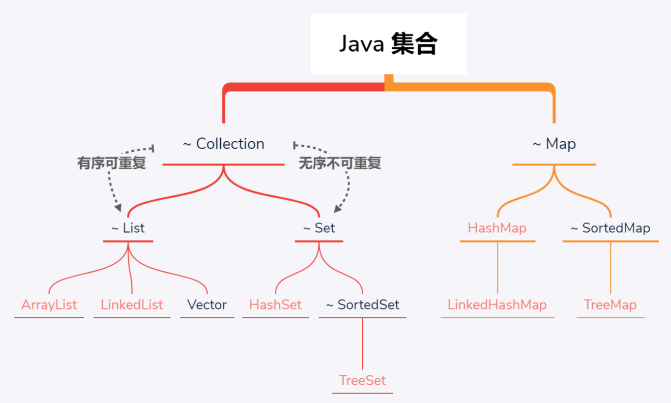 Java 集合
~ Collection
~ Map
有序可重复
无序不可重复
~ List
~ Set
HashMap
~ SortedMap
ArrayList
LinkedList
Vector
HashSet
~ SortedSet
LinkedHashMap
TreeMap
TreeSet